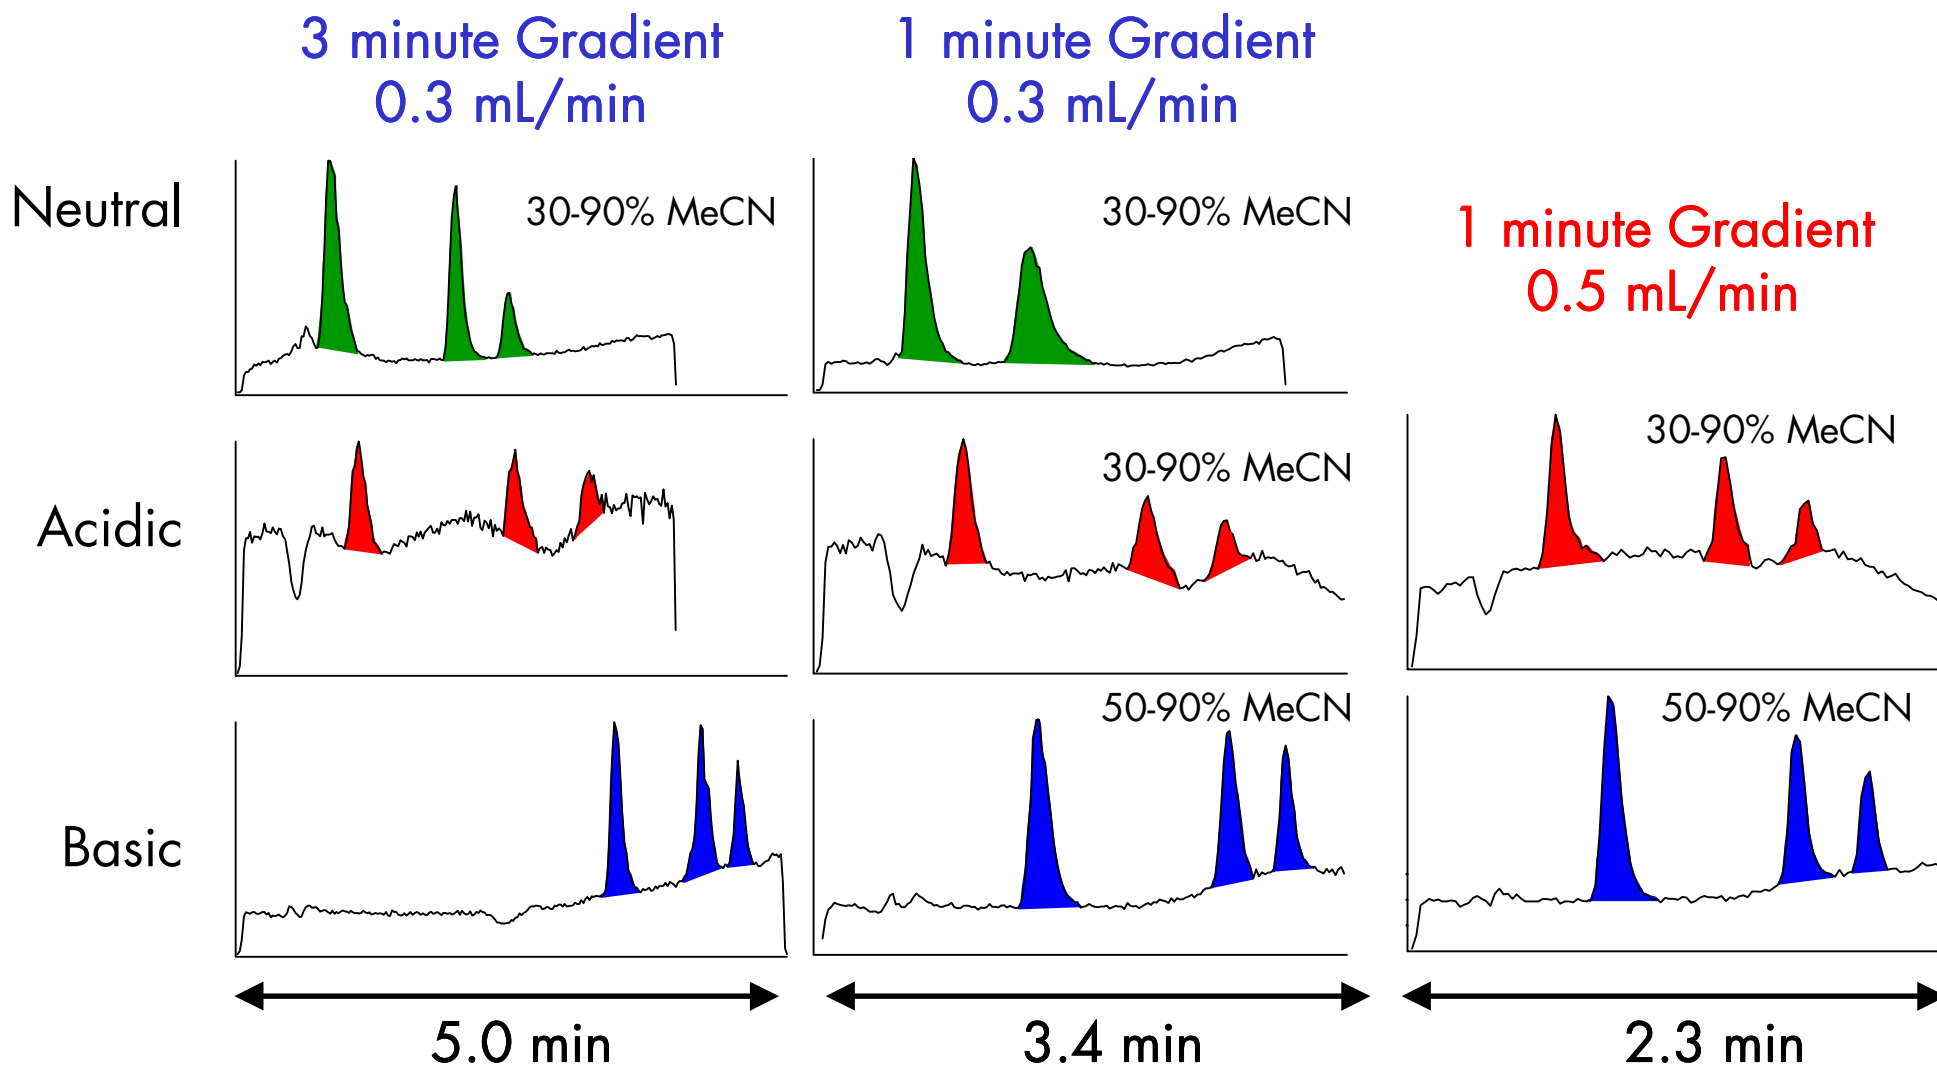 3 minute Gradient
0.3 mL/min
1 minute Gradient
0.3 mL/min
1 minute Gradient
0.5 mL/min
Neutral
30-90% MeCN
30-90% MeCN
Acidic
30-90% MeCN
30-90% MeCN
Basic
50-90% MeCN
50-90% MeCN
5.0 min
3.4 min
2.3 min